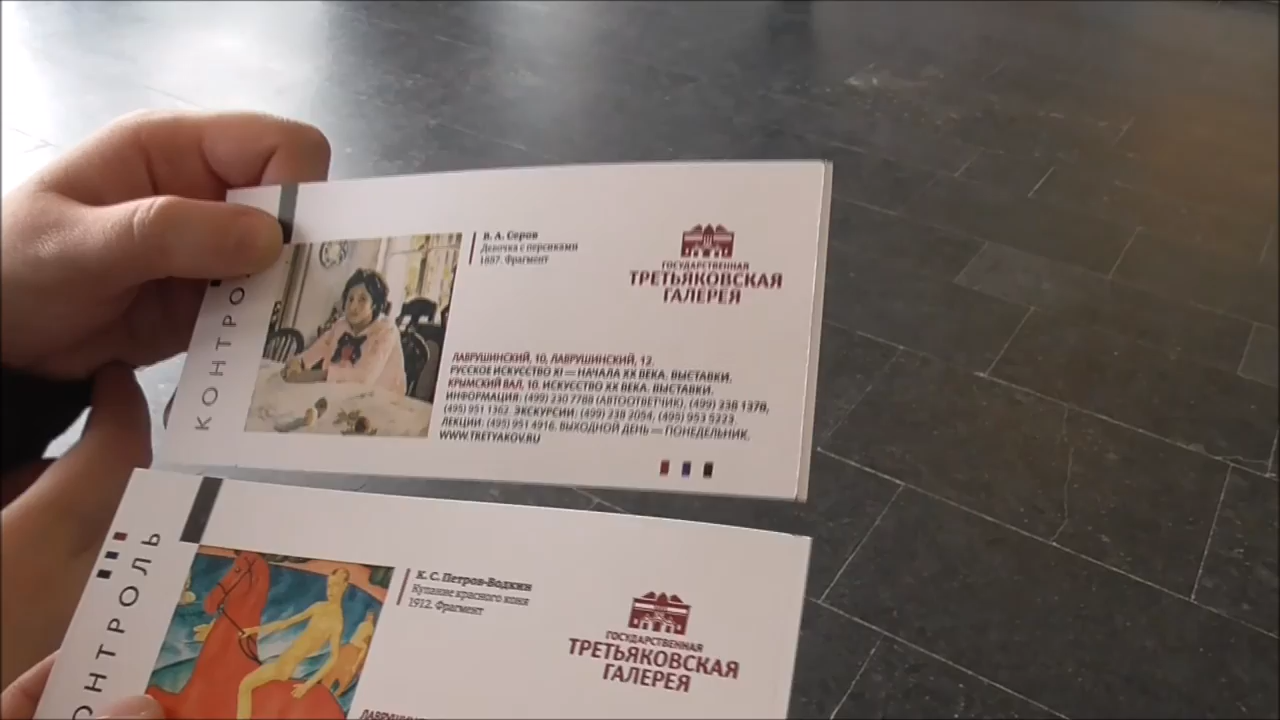 КОНТРОЛ
В. А. Серов
Девочка с персиками
1887. Фрагмент
ГОСУДАРСТВЕННАЯ
ТРЕТЬЯКОВСКАЯ
ГАЛЕРЕЯ
ЛАВРУШИНСКИЙ, 10, ЛАВРУШИНСКИЙ, 12.
РУССКОЕ ИСКУССТВО XI — НАЧАЛА XX ВЕКА. ВЫСТАВКИ.
КРЫМСКИЙ ВАЛ, 10. ИСКУССТВО XX ВЕКА. ВЫСТАВКИ.
ИНФОРМАЦИЯ: (499) 230 7788 (АВТООТВЕТЧИК), (499) 238 1378,
(495) 951 1362. ЭКСКУРСИИ: (499) 238 2054, (495) 953 5223.
ЛЕКЦИИ: (495) 951 4916. ВЫХОДНОЙ ДЕНЬ — ПОНЕДЕЛЬНИК.
WWW.TRETYAKOV.RU
ОНТРОЛЬ
К. С. Петров-Водкин
Купание красного коня
1912. Фрагмент
ГОСУДАРСТВЕННАЯ
ТРЕТЬЯКОВСКАЯ
ГАЛЕРЕЯ